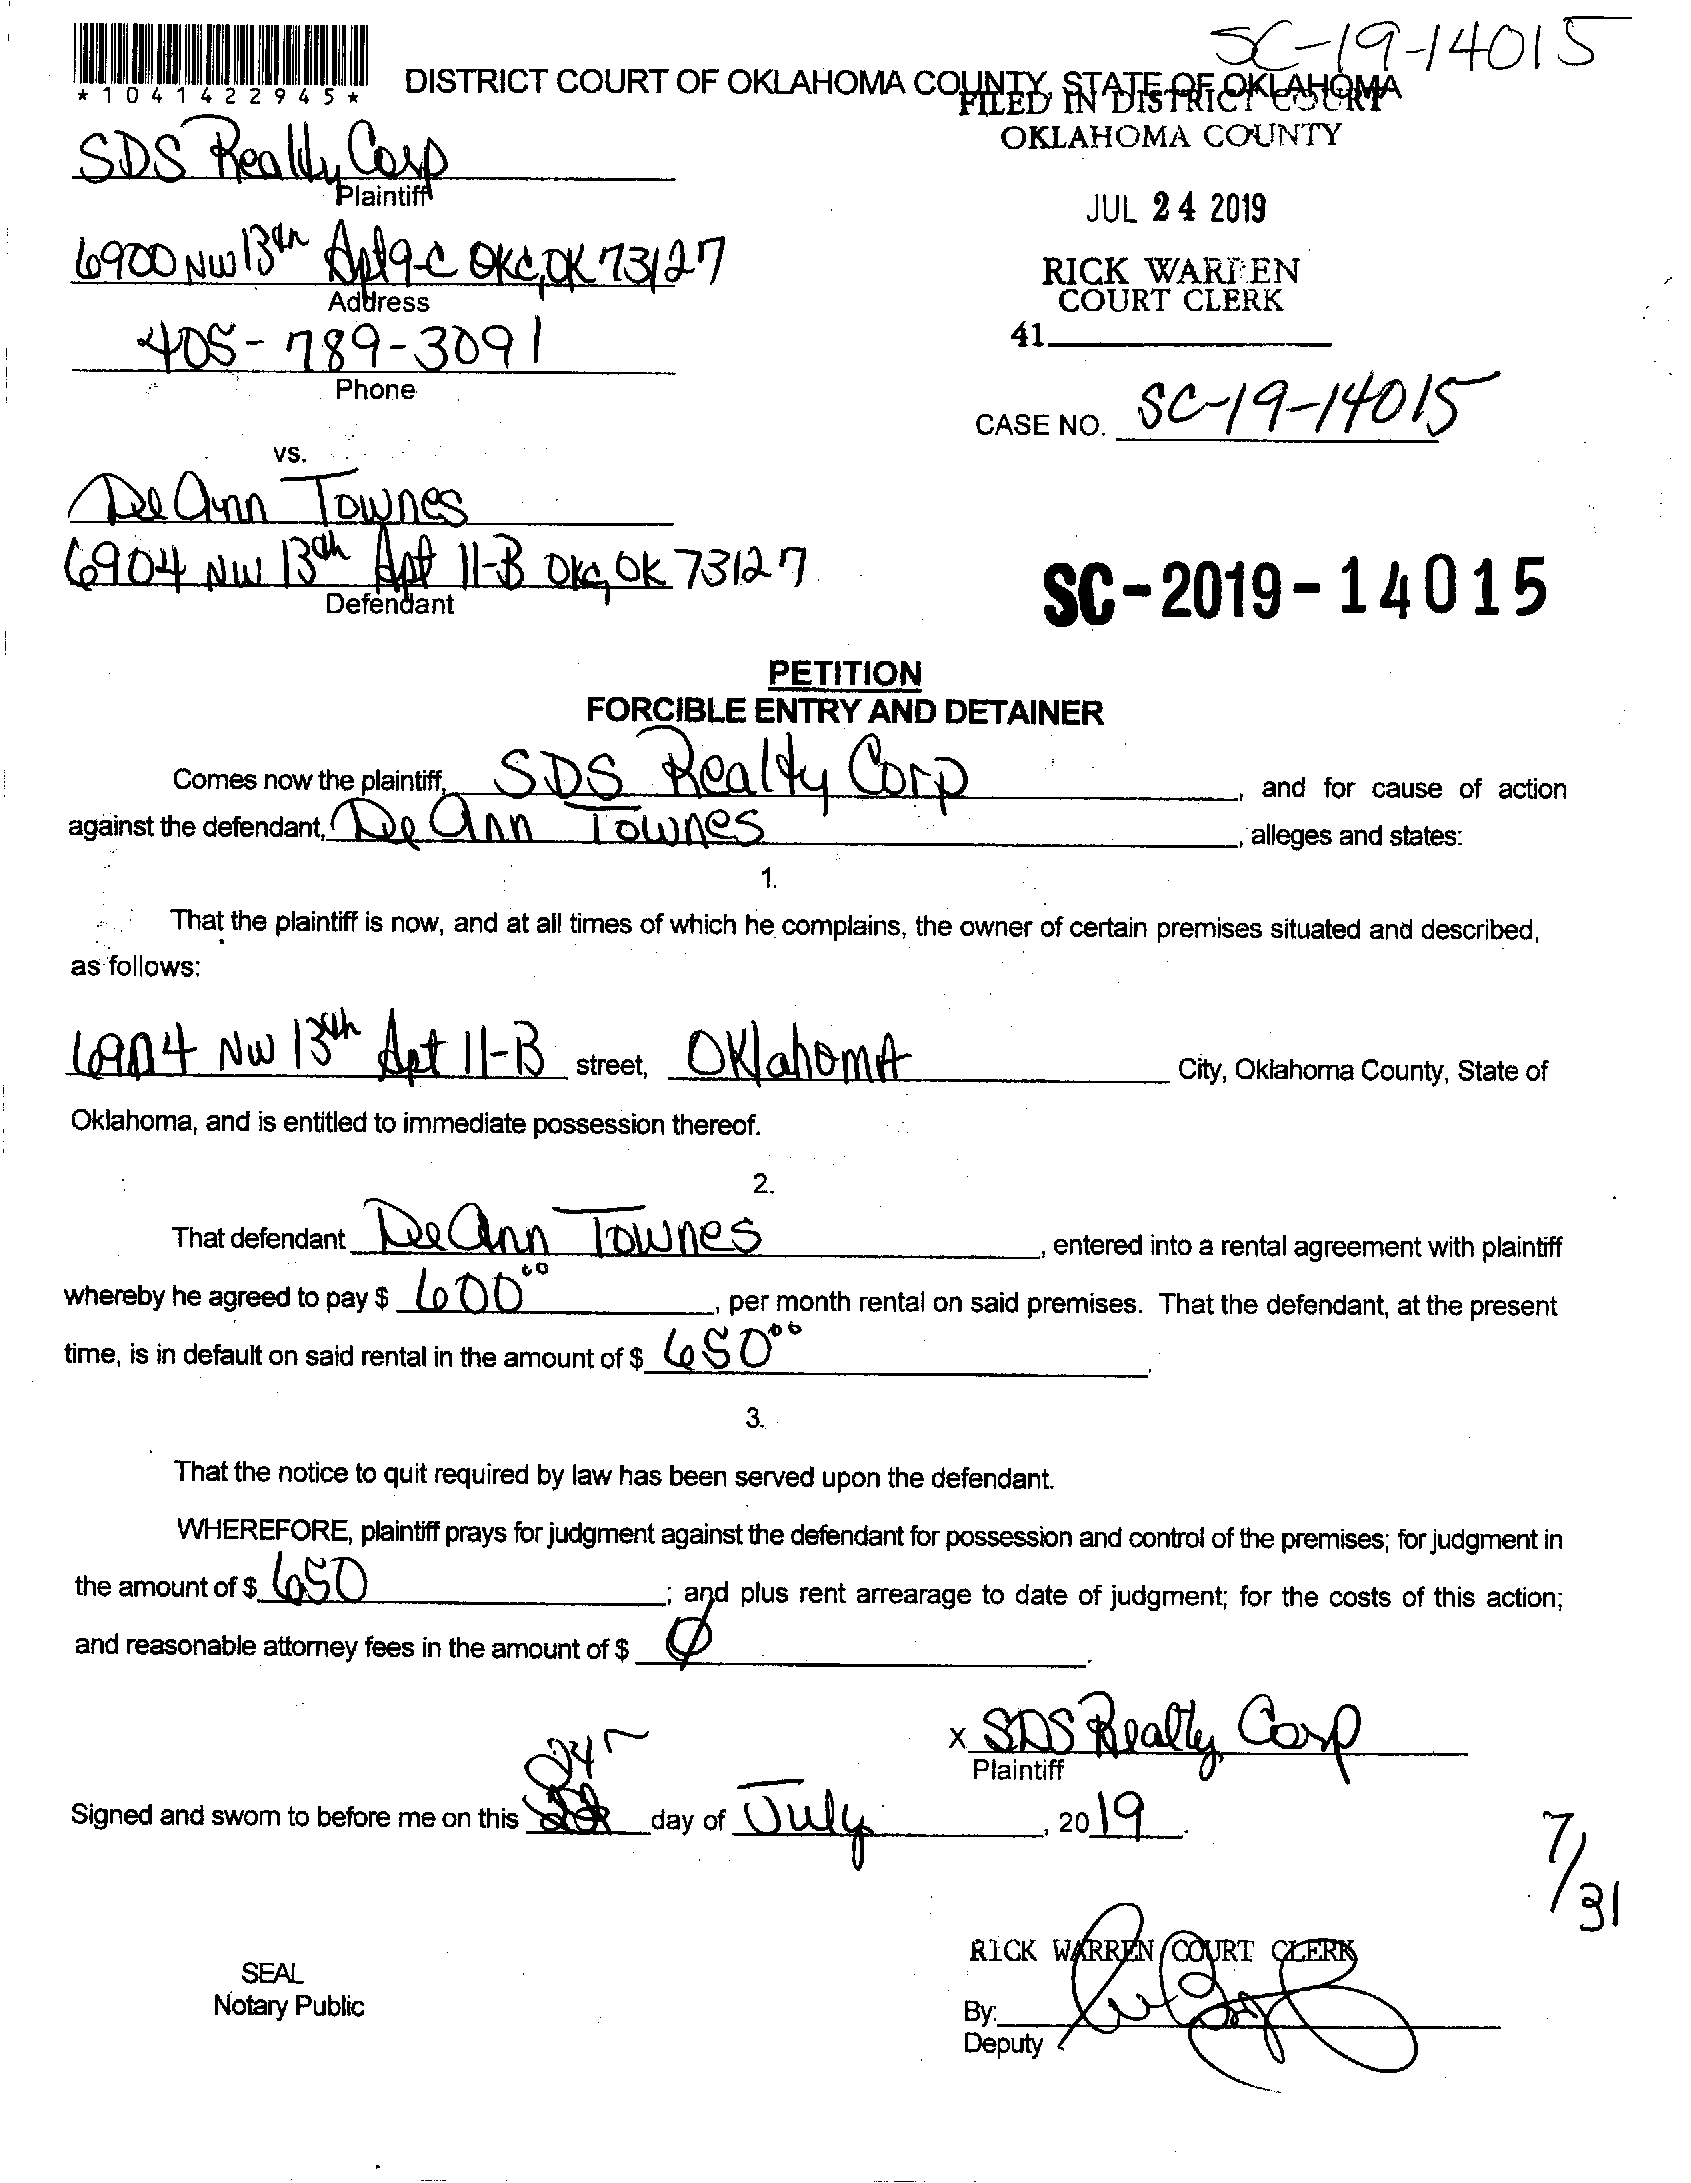 SC-19-14015
*1041422945*
DISTRICT COURT OF OKLAHOMA COUNTY, STATE OF OKLAHOMA
FILED IN DISTRICT COURT
OKLAHOMA COUNTY
SDS Realty Corp
Plaintiff
JUL 24 2019
6900 NW 13th Apt 9-C OKC, OK 73127
Address
RICK WARREN
COURT CLERK
405-789-3091
41
Phone
CASE NO. SC-19-14015
vs.
DeAnn Townes
6904 NW 13th Apt 11-B OKC, OK 73127
Defendant
SC-2019-14015
PETITION
FORCIBLE ENTRY AND DETAINER
Comes now the plaintiff, SDS Realty Corp, and for cause of action
against the defendant, DeAnn Townes, alleges and states:
1.
That the plaintiff is now, and at all times of which he complains, the owner of certain premises situated and described,
as follows:
6904 NW 13th Apt 11-B street, OKlahomA City, Oklahoma County, State of
Oklahoma, and is entitled to immediate possession thereof.
2.
That defendant DeAnn Townes, entered into a rental agreement with plaintiff
whereby he agreed to pay $ 600.00, per month rental on said premises. That the defendant, at the present
time, is in default on said rental in the amount of $ 650.00.
3.
That the notice to quit required by law has been served upon the defendant.
WHEREFORE, plaintiff prays for judgment against the defendant for possession and control of the premises; for judgment in
the amount of $ 650; and plus rent arrearage to date of judgment; for the costs of this action;
and reasonable attorney fees in the amount of $ 0.
x SDS Realty Corp
Plaintiff
24
Signed and sworn to before me on this day of July, 2019.
7/31
RICK WARREN COURT CLERK
SEAL
Notary Public
By:
Deputy